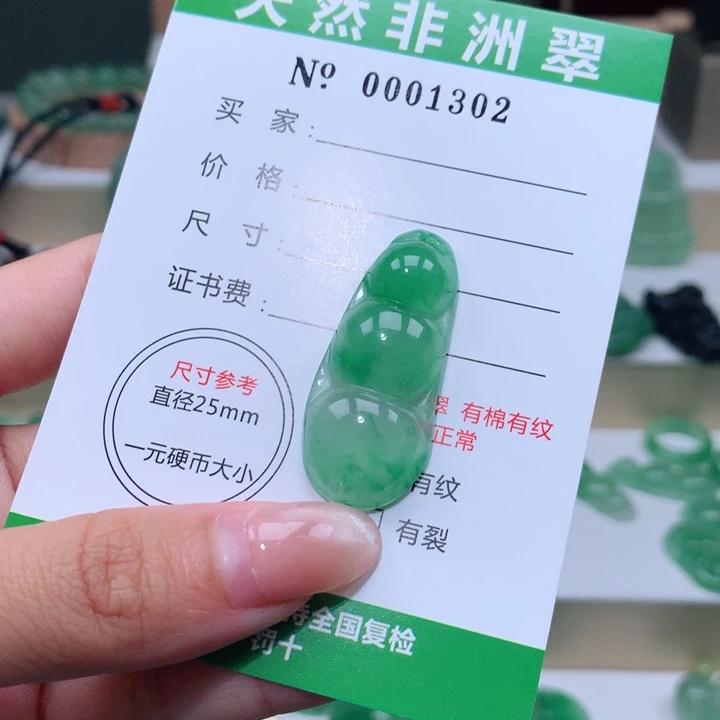 天然非洲翠
Nº 0001302
买 家:
价 格:
尺 寸:
证书费:
尺寸参考
直径25mm
一元硬币大小
有棉有纹
正常
有纹
有裂
全国复检
罚十